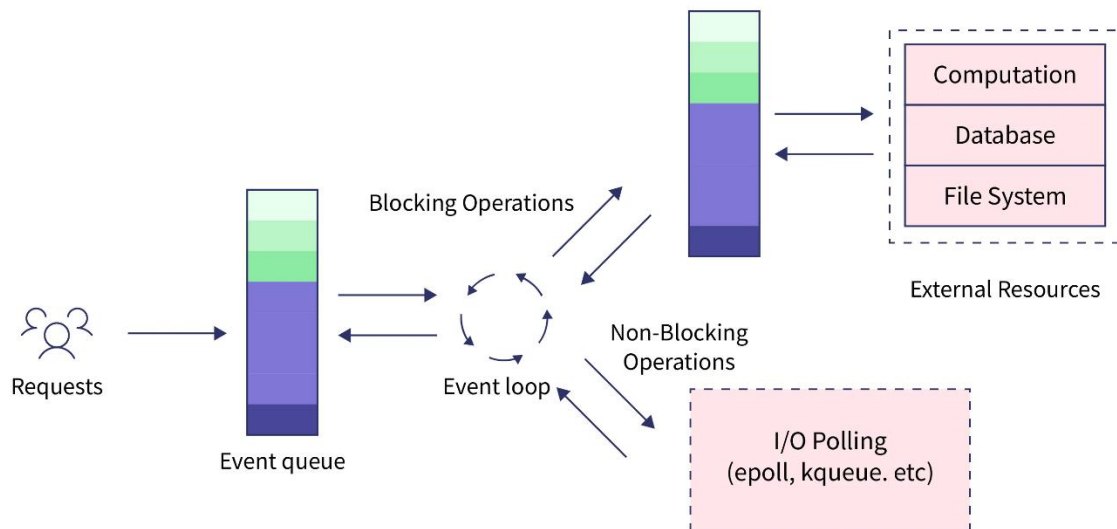 Computation
Database
File System
External Resources
Blocking Operations
Non-Blocking
Operations
Requests
Event loop
Event queue
I/O Polling
(epoll, kqueue. etc)